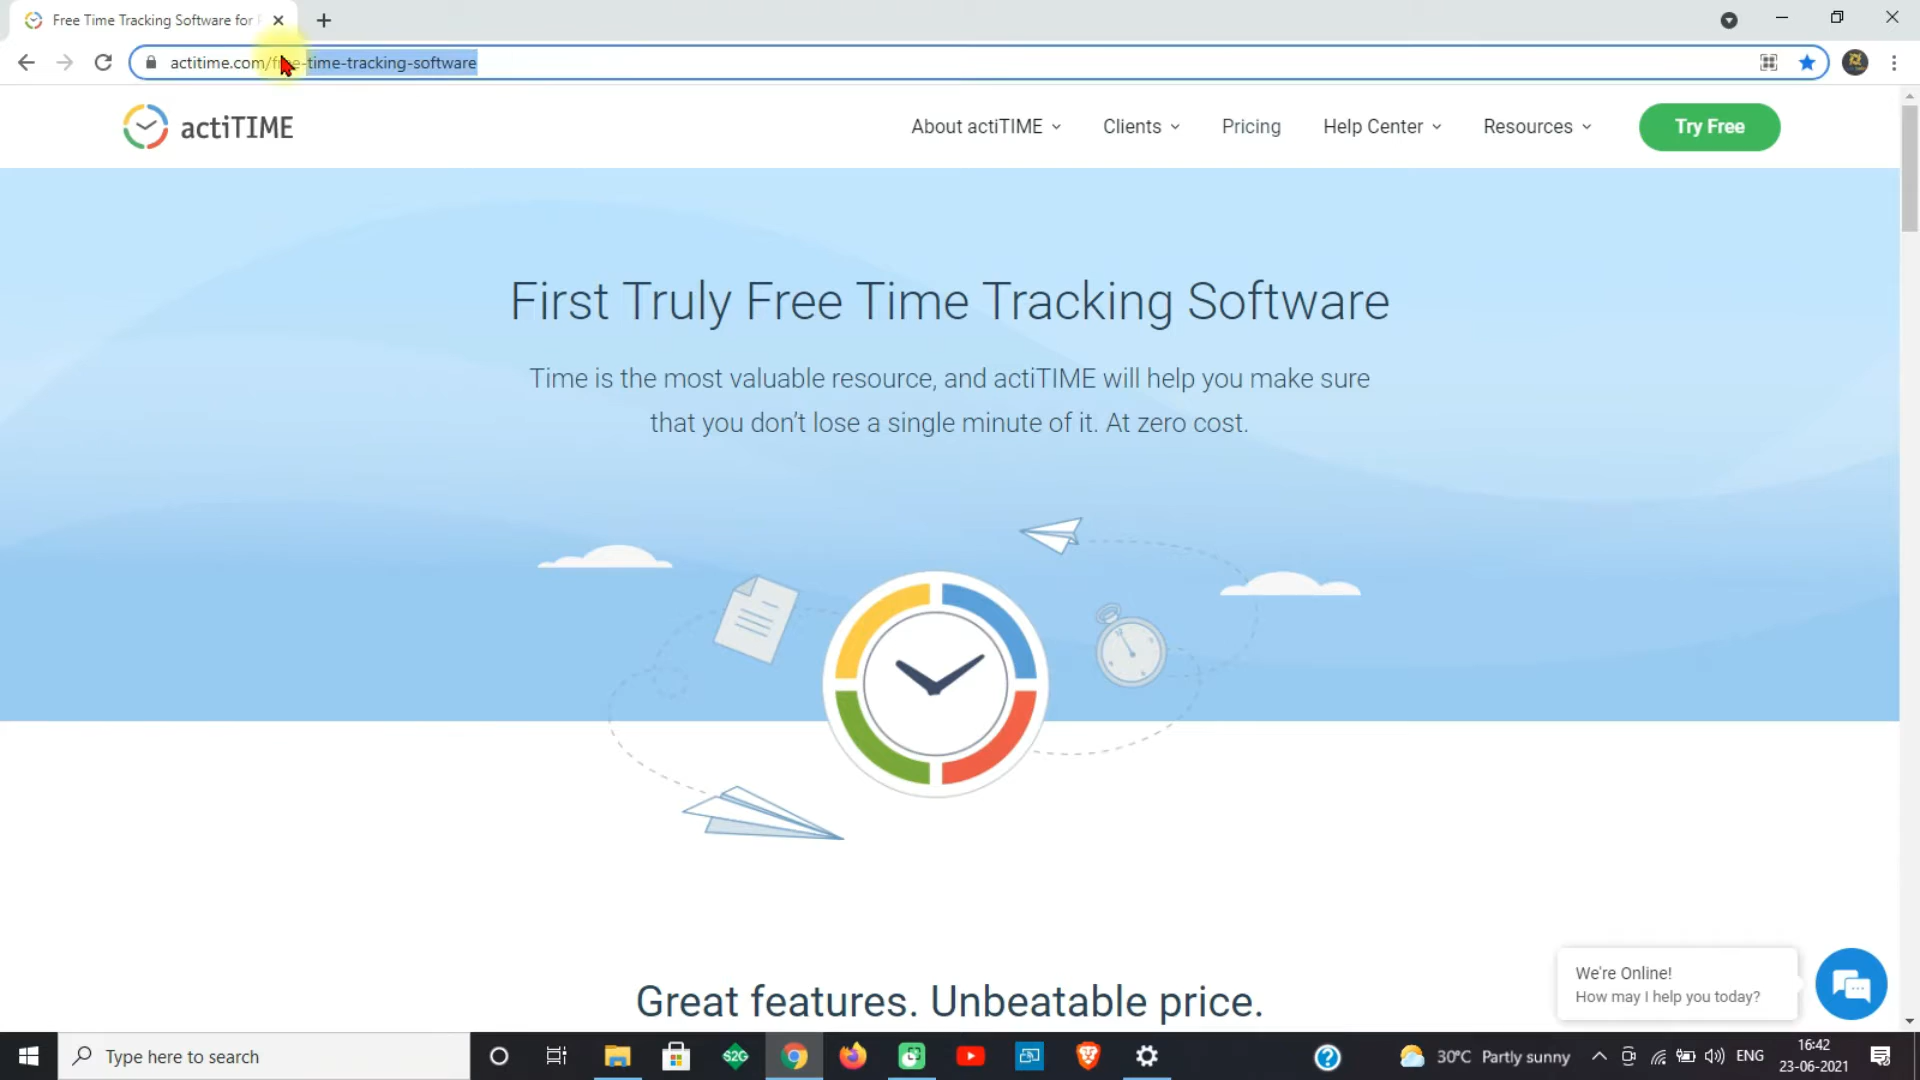 Free Time Tracking Software for
actitime.com/free-time-tracking-software
actiTIME
About actiTIME
Clients
Pricing
Help Center
Resources
Try Free
First Truly Free Time Tracking Software
Time is the most valuable resource, and actiTIME will help you make sure
that you don’t lose a single minute of it. At zero cost.
Great features. Unbeatable price.
We're Online!
How may I help you today?
Type here to search
S2G
30°C Partly sunny
ENG
16:42
23-06-2021